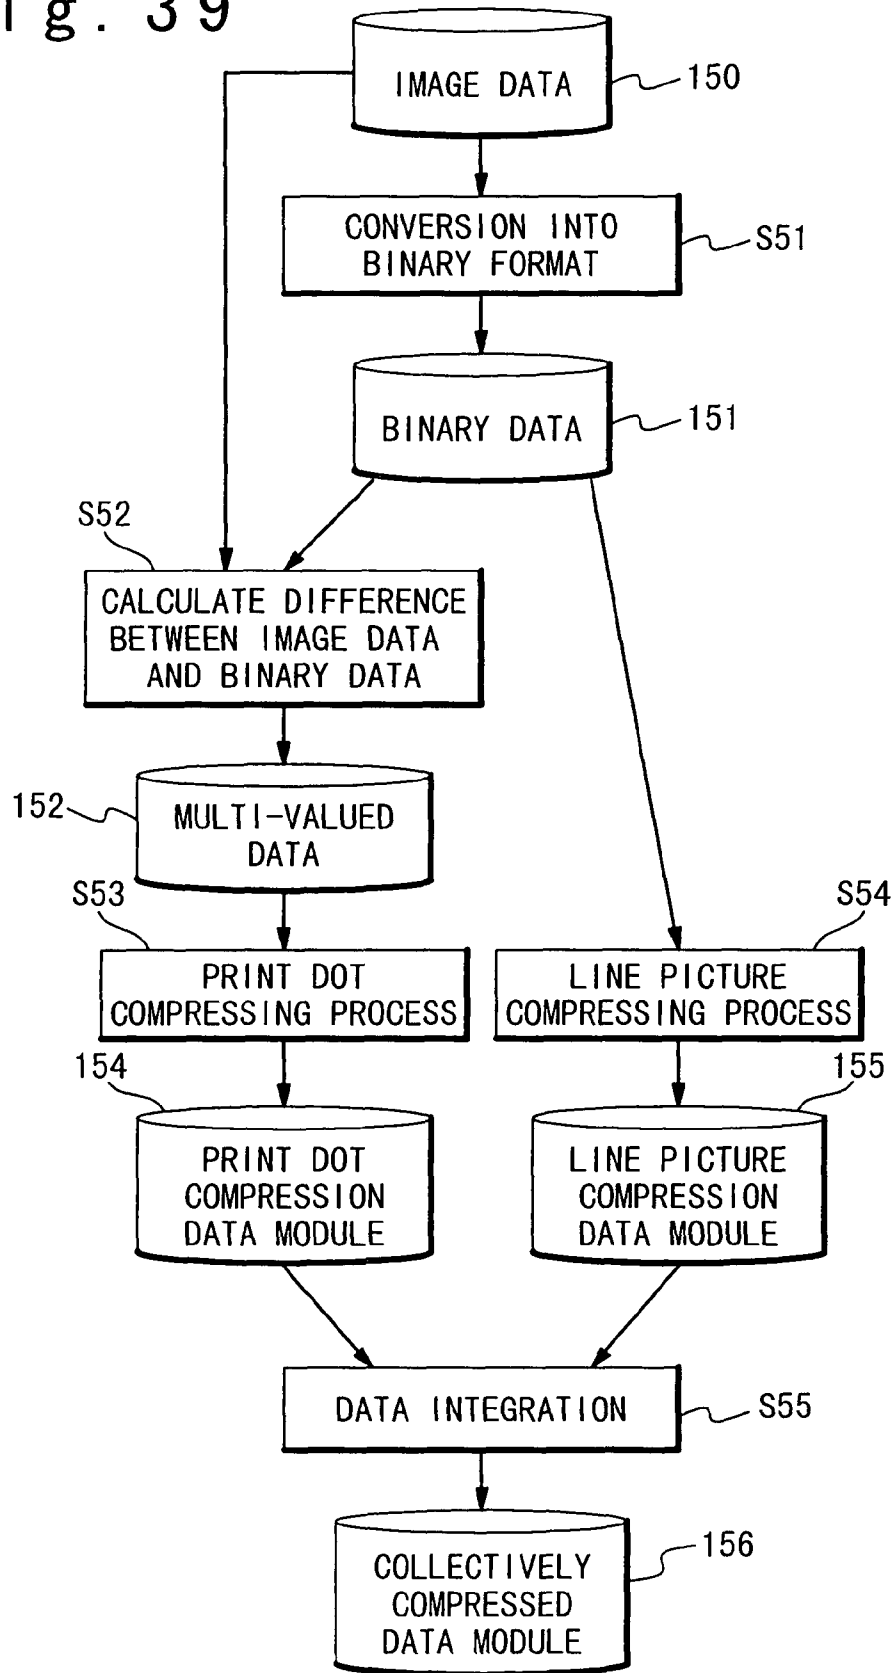 ig. 39
IMAGE DATA
150
CONVERSION INTO
BINARY FORMAT
S51
BINARY DATA
151
S52
CALCULATE DIFFERENCE
BETWEEN IMAGE DATA
AND BINARY DATA
152
MULTI-VALUED
DATA
S53
PRINT DOT
COMPRESSING PROCESS
S54
LINE PICTURE
COMPRESSING PROCESS
154
PRINT DOT
COMPRESSION
DATA MODULE
155
LINE PICTURE
COMPRESSION
DATA MODULE
DATA INTEGRATION
S55
COLLECTIVELY
COMPRESSED
DATA MODULE
156